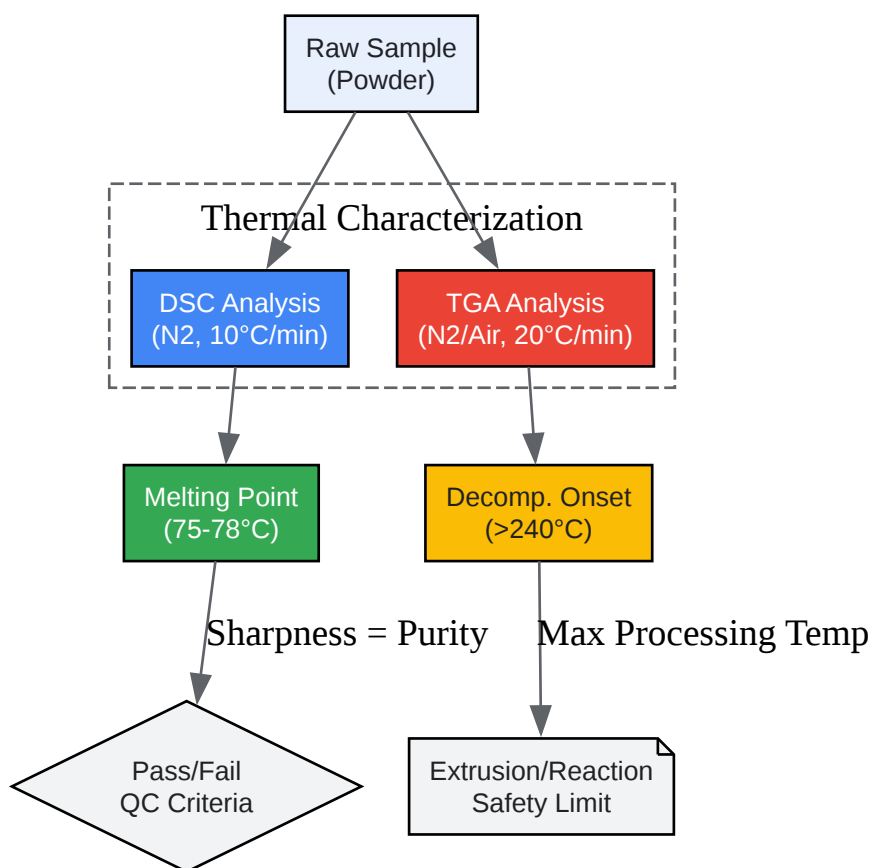 Raw Sample
(Powder)
Thermal Characterization
DSC Analysis
(N2, 10°C/min)
TGA Analysis
(N2/Air, 20°C/min)
Melting Point
(75-78°C)
Decomp. Onset
(>240°C)
Sharpness = Purity
Max Processing Temp
Pass/Fail
QC Criteria
Extrusion/Reaction
Safety Limit